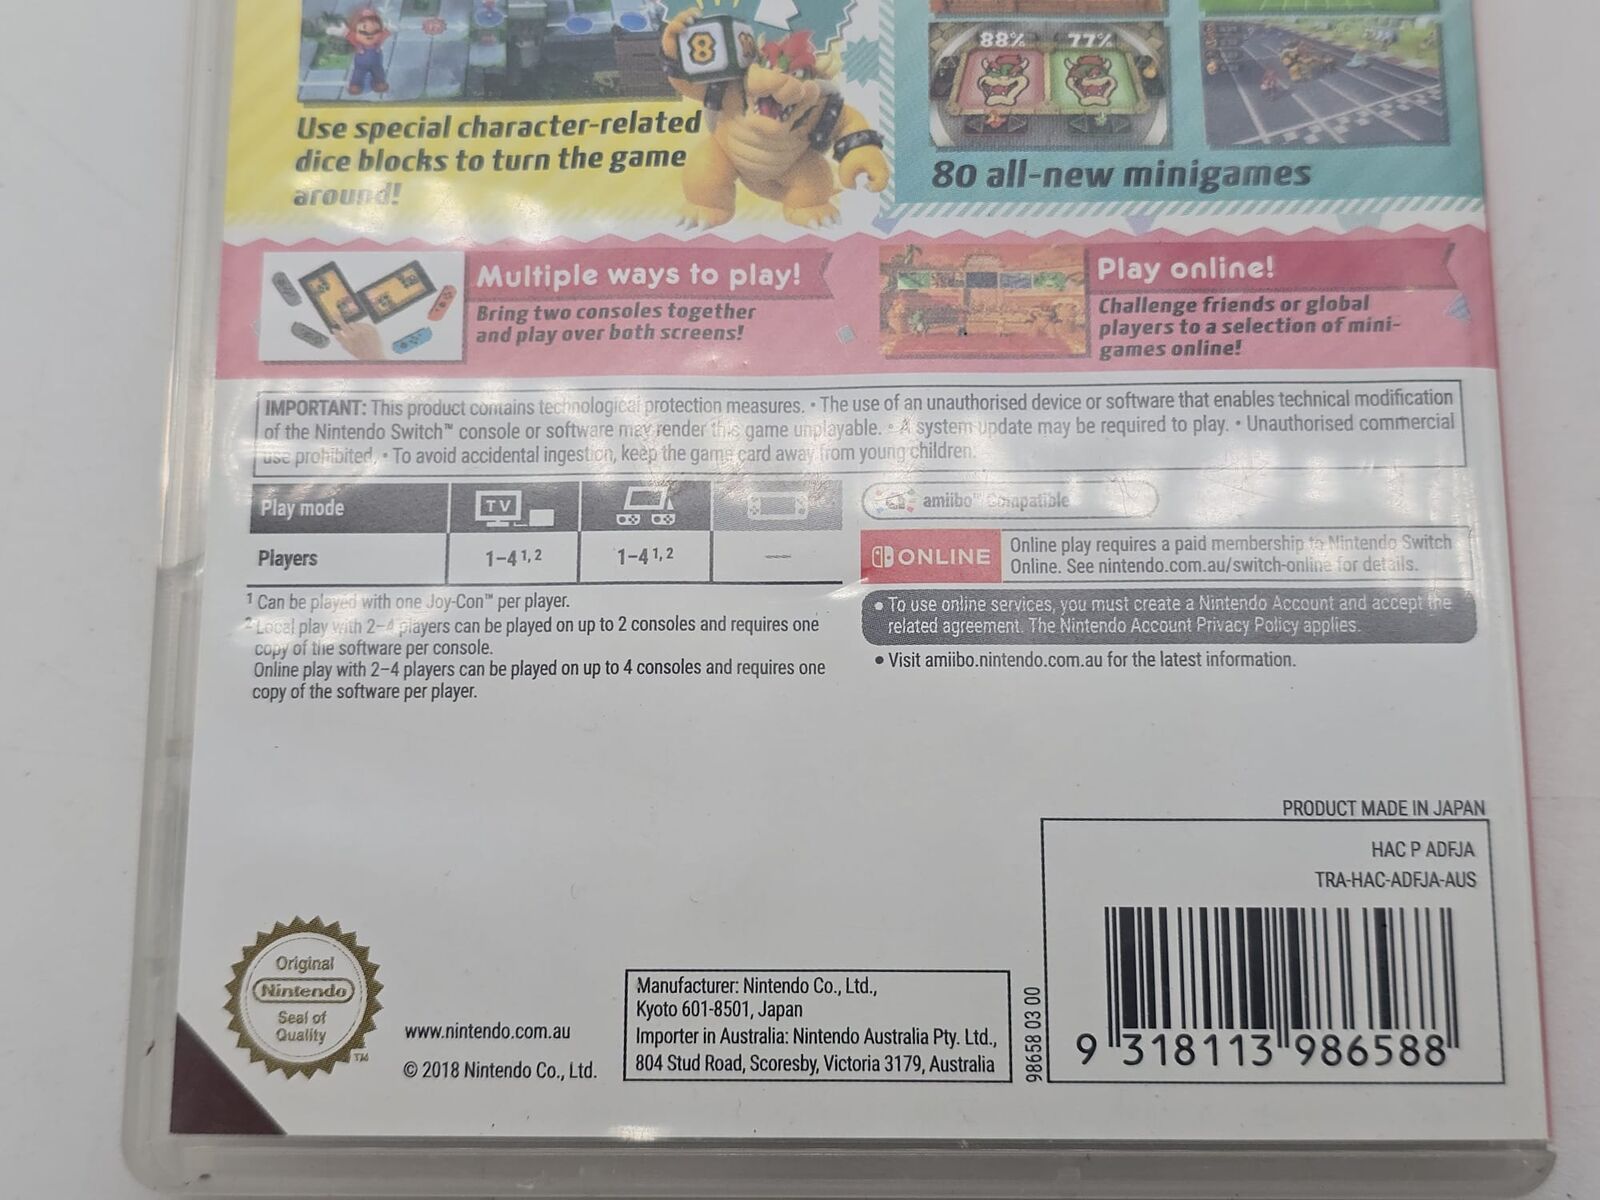 8
Use special character-related
dice blocks to turn the game
around!
88% 77%
80 all-new minigames
Multiple ways to play!
Bring two consoles together
and play over both screens!
Play online!
Challenge friends or global
players to a selection of mini-
games online!
IMPORTANT: This product contains technological protection measures. • The use of an unauthorised device or software that enables technical modification
of the Nintendo Switch™ console or software may render this game unplayable. • A system update may be required to play. • Unauthorised commercial
use prohibited. • To avoid accidental ingestion, keep the game card away from young children.
Play mode TV
Players 1–4 1, 2 1–4 1, 2 —
1 Can be played with one Joy-Con™ per player.
2 Local play with 2–4 players can be played on up to 2 consoles and requires one
copy of the software per console.
Online play with 2–4 players can be played on up to 4 consoles and requires one
copy of the software per player.
amiibo™ Compatible
ONLINE
Online play requires a paid membership to Nintendo Switch
Online. See nintendo.com.au/switch-online for details.
• To use online services, you must create a Nintendo Account and accept the
related agreement. The Nintendo Account Privacy Policy applies.
• Visit amiibo.nintendo.com.au for the latest information.
PRODUCT MADE IN JAPAN
HAC P ADFJA
TRA-HAC-ADFJA-AUS
Original
Nintendo
Seal of
Quality
TM
www.nintendo.com.au
© 2018 Nintendo Co., Ltd.
Manufacturer: Nintendo Co., Ltd.,
Kyoto 601-8501, Japan
Importer in Australia: Nintendo Australia Pty. Ltd.,
804 Stud Road, Scoresby, Victoria 3179, Australia
98658 03 00
9 318113 986588